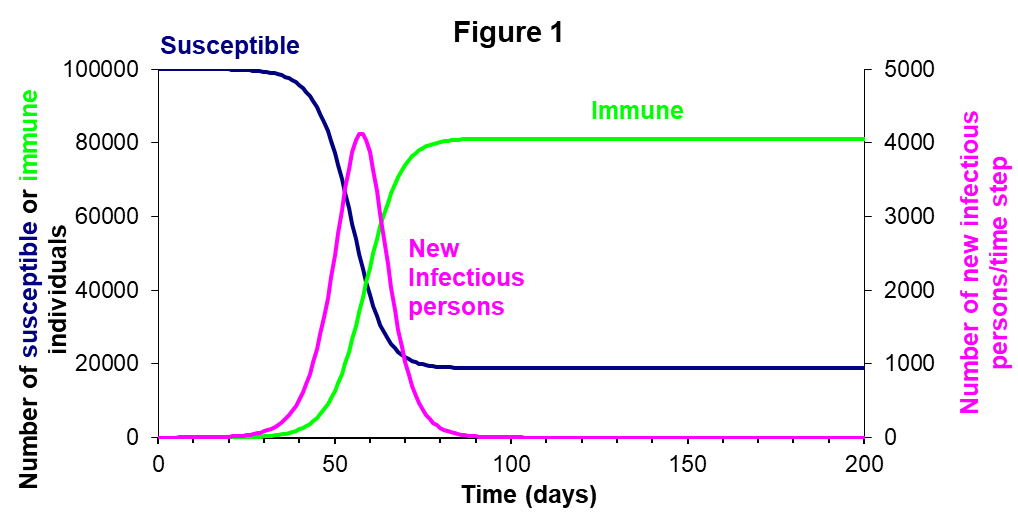 Figure 1
Susceptible
100000
80000
60000
40000
20000
0
5000
4000
3000
2000
1000
0
Number of susceptible or immune
individuals
Immune
New
Infectious
persons
Number of new infectious
persons/time step
0
50
100
150
200
Time (days)